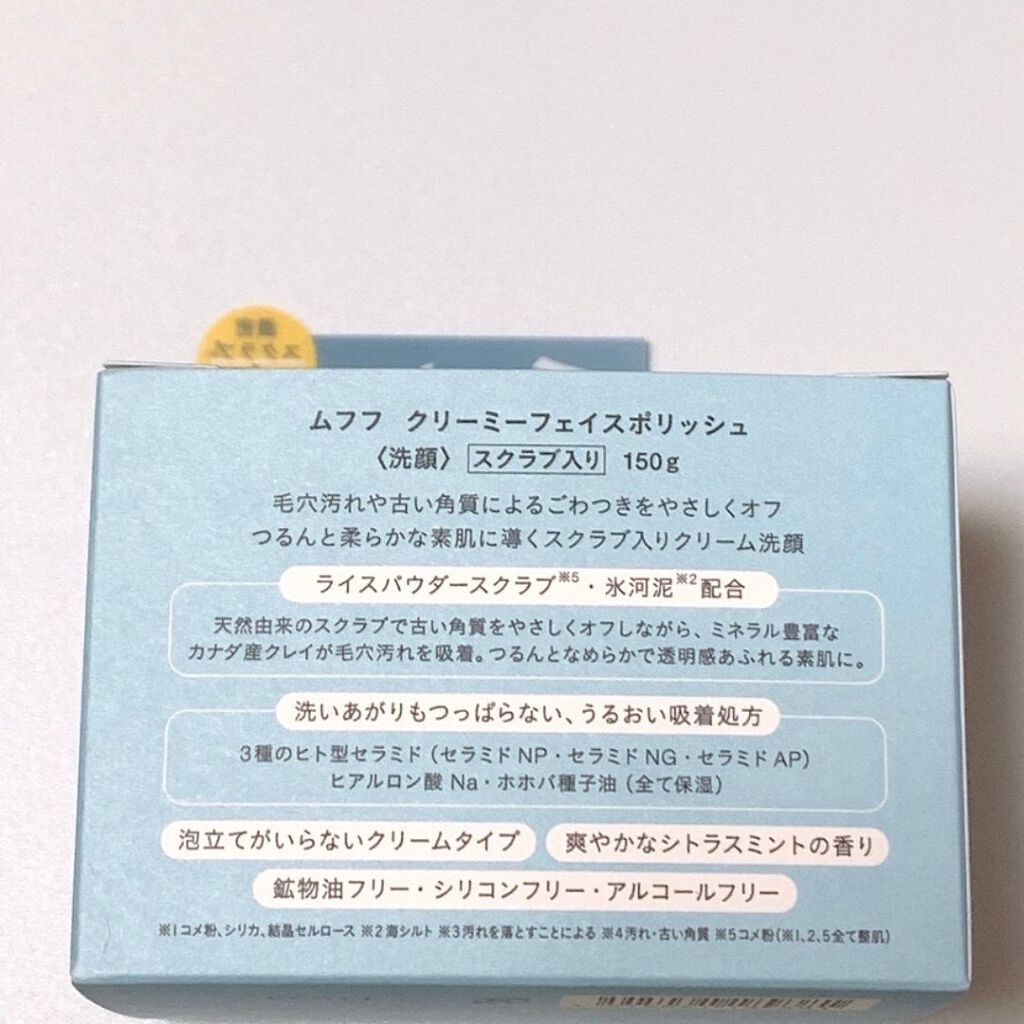 スクラブ
ムフフ クリーミーフェイスポリッシュ
〈洗顔〉 スクラブ入り 150g
毛穴汚れや古い角質によるごわつきをやさしくオフ
つるんと柔らかな素肌に導くスクラブ入りクリーム洗顔
ライスパウダースクラブ※5・氷河泥※2配合
天然由来のスクラブで古い角質をやさしくオフしながら、ミネラル豊富な
カナダ産クレイが毛穴汚れを吸着。つるんとなめらかで透明感あふれる素肌に。
洗いあがりもつっぱらない、うるおい吸着処方
3種のヒト型セラミド（セラミドNP・セラミドNG・セラミドAP）
ヒアルロン酸Na・ホホバ種子油（全て保湿）
泡立てがいらないクリームタイプ 爽やかなシトラスミントの香り
鉱物油フリー・シリコンフリー・アルコールフリー
※1コメ粉、シリカ、結晶セルロース ※2海シルト ※3汚れを落とすことによる ※4汚れ・古い角質 ※5コメ粉(※1、2、5全て整肌)